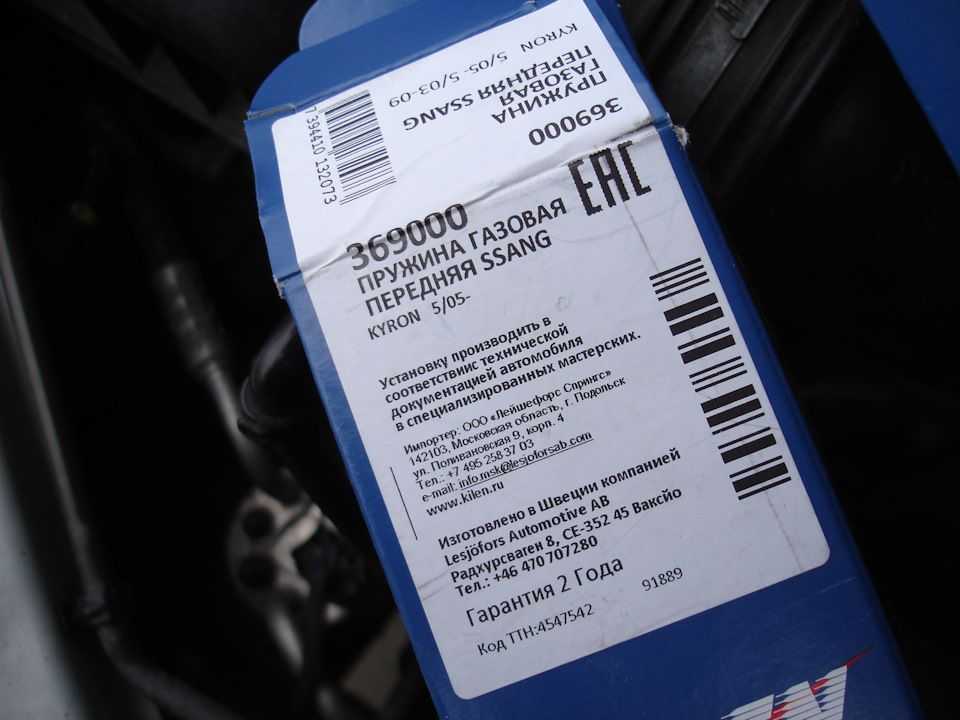 369000
ПРУЖИНА
ГАЗОВАЯ
ПЕРЕДНЯЯ SSANG
KYRON 5/05- 5/03-09
7 394410 132073
EAC
369000
ПРУЖИНА ГАЗОВАЯ
ПЕРЕДНЯЯ SSANG
KYRON 5/05-
Установку производить в
соответствиис технической
документацией автомобиля
в специализированных мастерских.
Импортер: ООО «Лейшефорс Спрингс»
142103, Московская область, г. Подольск
ул. Поливановская 9, корп. 4
Тел.: +7 495 258 37 03
e-mail: info.msk@lesjoforsab.com
www.kilen.ru
Изготовлено в Швеции компанией
Lesjöfors Automotive AB
Радхурсваген 8, CE-352 45 Ваксйо
Тел.: +46 470 707280
Гарантия 2 Года
Код ТТН:4547542 91889